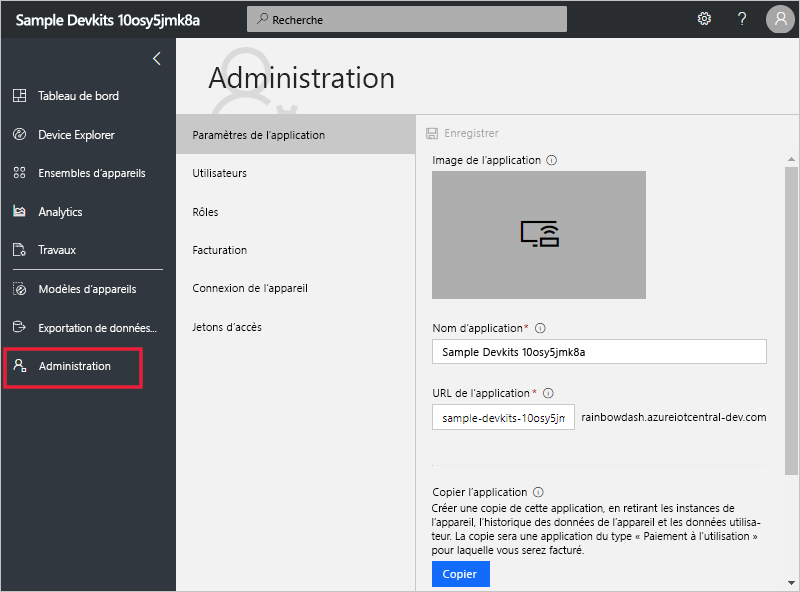 Sample Devkits 10osy5jmk8a
Recherche
?
Tableau de bord
Device Explorer
Ensembles d’appareils
Analytics
Travaux
Modèles d’appareils
Exportation de données...
Administration
Administration
Paramètres de l’application
Utilisateurs
Rôles
Facturation
Connexion de l’appareil
Jetons d’accès
Enregistrer
Image de l’application
Nom d’application*
Sample Devkits 10osy5jmk8a
URL de l’application*
sample-devkits-10osy5jm
rainbowdash.azureiotcentral-dev.com
Copier l’application
Créer une copie de cette application, en retirant les instances de
l’appareil, l’historique des données de l’appareil et les données utilisa-
teur. La copie sera une application du type « Paiement à l’utilisation »
pour laquelle vous serez facturé.
Copier